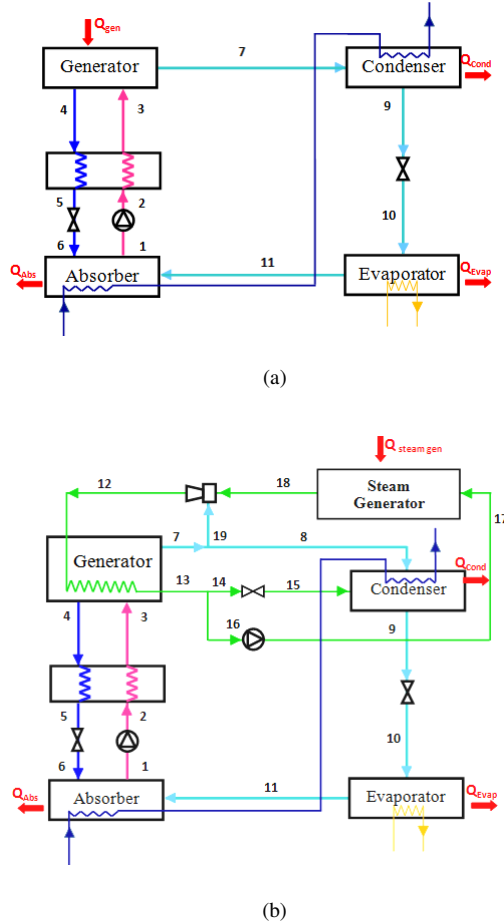 Qgen
7
Generator
Condenser
QCond
4
3
9
5
2
10
6
1
QAbs
Absorber
11
Evaporator
QEvap
(a)
Q steam gen
12
18
Steam
Generator
17
7
19
8
Generator
13
14
15
Condenser
QCond
4
3
16
9
5
2
10
6
1
QAbs
Absorber
11
Evaporator
QEvap
(b)